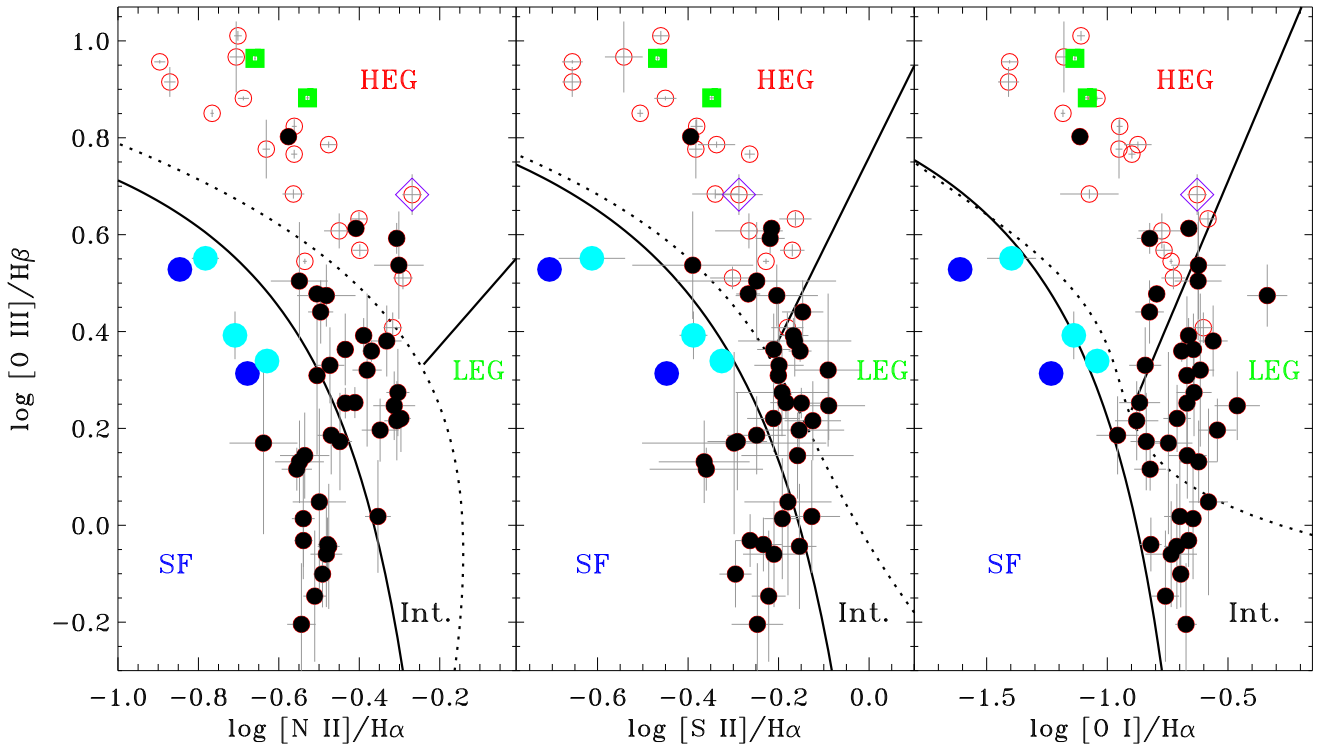 log [O III]/Hβ
1.0
0.8
0.6
0.4
0.2
0.0
−0.2
HEG
LEG
SF
Int.
HEG
LEG
SF
Int.
HEG
LEG
SF
Int.
−1.0 −0.8 −0.6 −0.4 −0.2
−0.6 −0.4 −0.2 0.0
−1.5 −1.0 −0.5
log [N II]/Hα
log [S II]/Hα
log [O I]/Hα